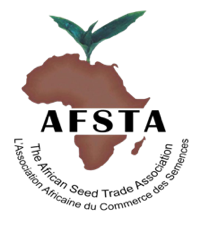 AFSTA
The African Seed Trade Association
L'Association Africaine du Commerce des Semences